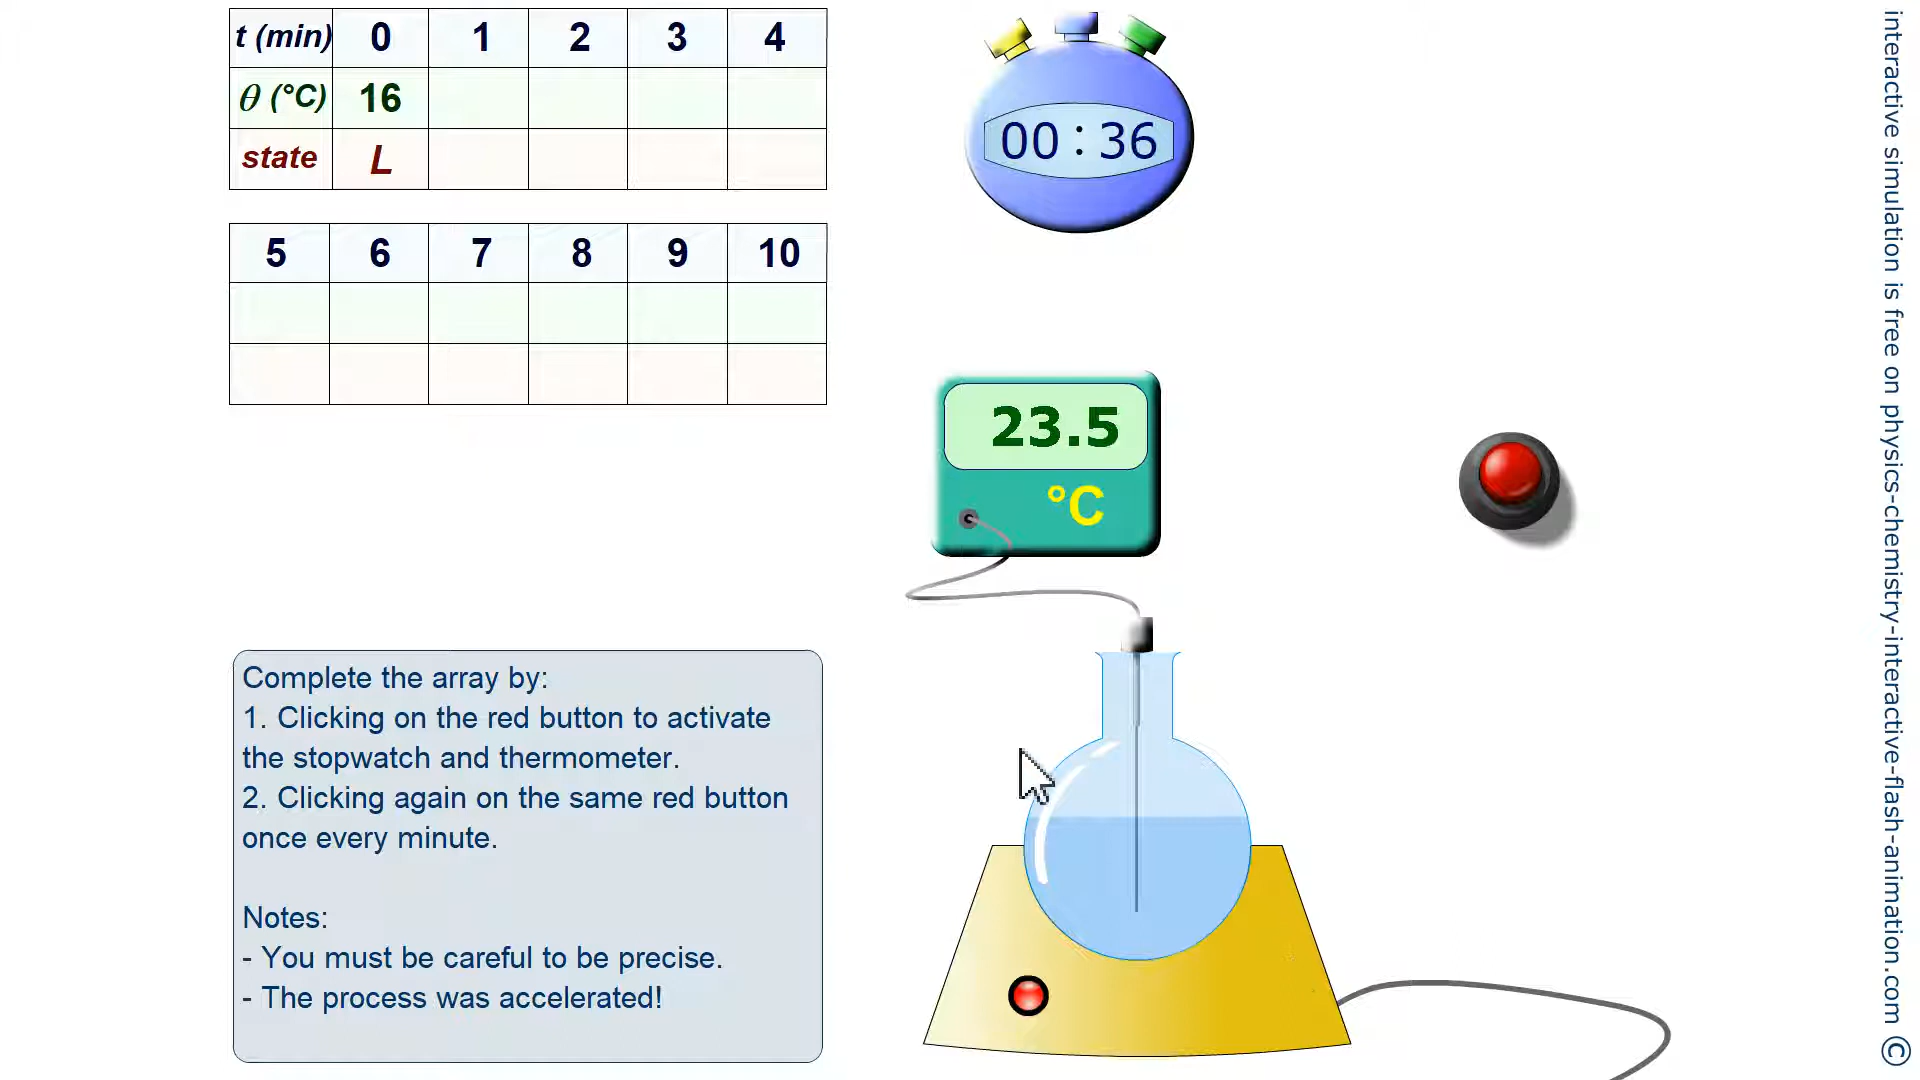 t (min) 0 1 2 3 4
θ (°C) 16
state L
5 6 7 8 9 10
00:36
23.5
°C
Complete the array by:
1. Clicking on the red button to activate
the stopwatch and thermometer.
2. Clicking again on the same red button
once every minute.
Notes:
- You must be careful to be precise.
- The process was accelerated!
interactive simulation is free on physics-chemistry-interactive-flash-animation.com ©